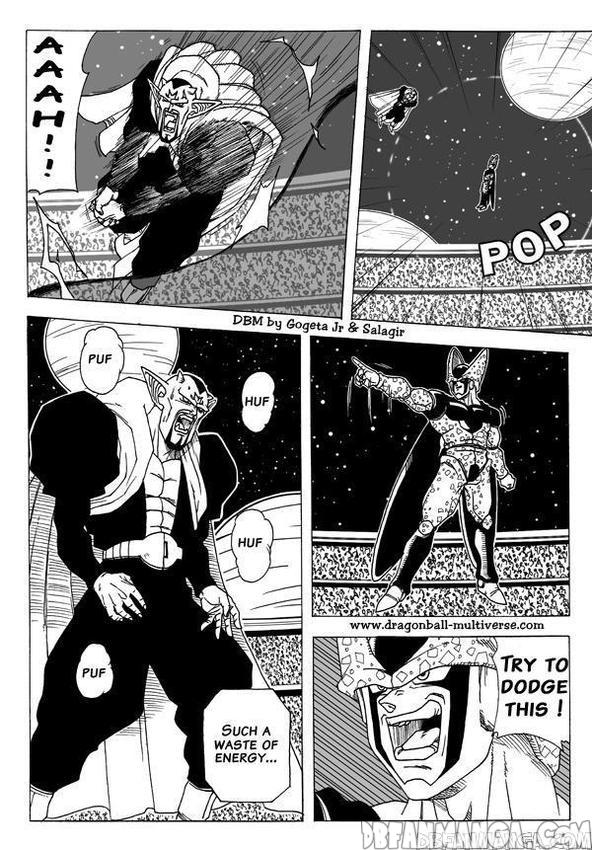 AAAH!!
POP
DBM by Gogeta Jr & Salagir
PUF
HUF
HUF
PUF
SUCH A
WASTE OF
ENERGY...
www.dragonball-multiverse.com
TRY TO
DODGE
THIS !
DBFANMANGA.COM